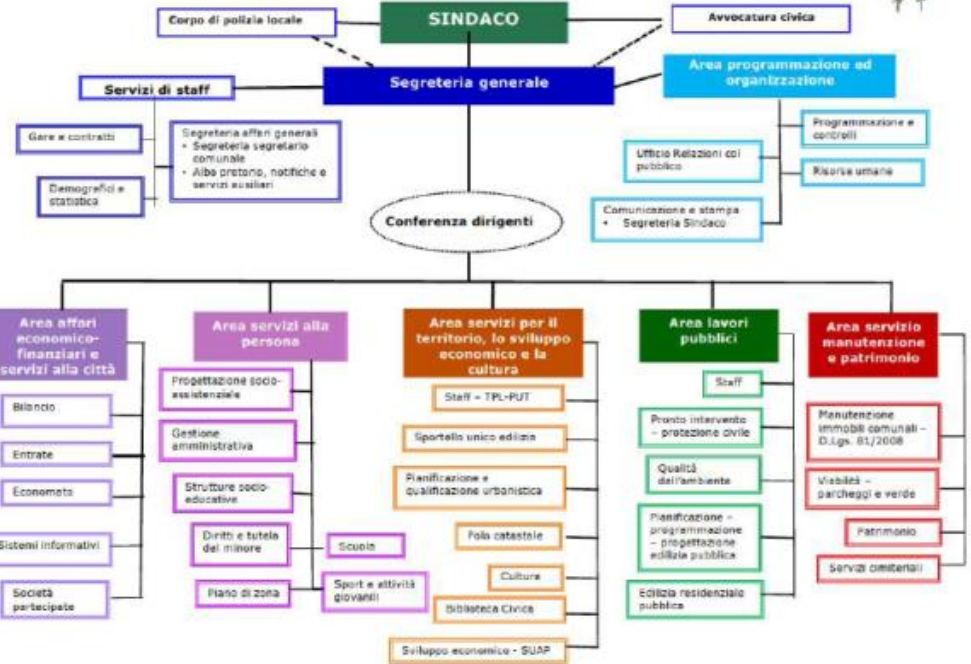 Corpo di polizia locale
SINDACO
Avvocatura civica
Segreteria generale
Area programmazione ed
organizzazione
Servizi di staff
Gare e contratti
Segreteria affari generali
• Segreteria segretario
comunale
• Albo pretorio, notifiche e
servizi ausiliari
Demografici e
statistica
Programmazione e
controlli
Ufficio Relazioni col
pubblico
Risorse umane
Comunicazione e stampa
• Segreteria Sindaco
Conferenza dirigenti
Area affari
economico-
finanziari e
servizi alla città
Bilancio
Entrate
Economato
Sistemi informativi
Società
partecipate
Area servizi alla
persona
Progettazione socio-
assistenziale
Gestione
amministrativa
Strutture socio-
educative
Diritti e tutela
del minore
Scuola
Piano di zona
Sport e attività
giovanili
Area servizi per il
territorio, lo sviluppo
economico e la
cultura
Staff – TPL-PUT
Sportello unico edilizia
Pianificazione e
qualificazione urbanistica
Polo catastale
Cultura
Biblioteca Civica
Sviluppo economico - SUAP
Area lavori
pubblici
Staff
Pronto intervento
– protezione civile
Qualità
dell'ambiente
Pianificazione –
programmazione
– progettazione
edilizia pubblica
Edilizia residenziale
pubblica
Area servizio
manutenzione
e patrimonio
Manutenzione
immobili comunali –
D.Lgs. 81/2008
Viabilità –
parcheggi e verde
Patrimonio
Servizi cimiteriali